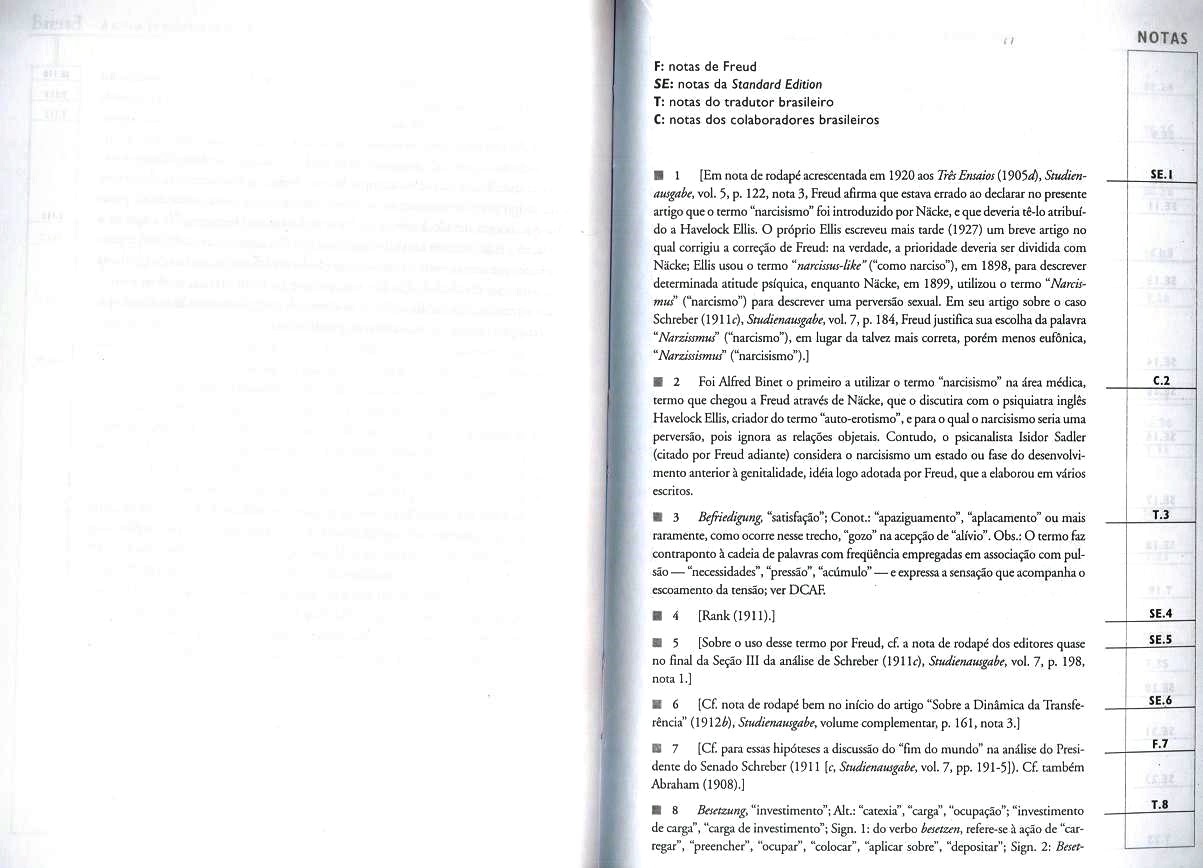 NOTAS
F: notas de Freud
SE: notas da Standard Edition
T: notas do tradutor brasileiro
C: notas dos colaboradores brasileiros
1 [Em nota de rodapé acrescentada em 1920 aos Três Ensaios (1905d), Studien-
SE.1
ausgabe, vol. 5, p. 122, nota 3, Freud afirma que estava errado ao declarar no presente
artigo que o termo “narcisismo” foi introduzido por Näcke, e que deveria tê-lo atribuí-
do a Havelock Ellis. O próprio Ellis escreveu mais tarde (1927) um breve artigo no
qual corrigiu a correção de Freud: na verdade, a prioridade deveria ser dividida com
Näcke; Ellis usou o termo “narcissus-like” (“como narciso”), em 1898, para descrever
determinada atitude psíquica, enquanto Näcke, em 1899, utilizou o termo “Narcis-
mus” (“narcismo”) para descrever uma perversão sexual. Em seu artigo sobre o caso
Schreber (1911c), Studienausgabe, vol. 7, p. 184, Freud justifica sua escolha da palavra
“Narzissmus” (“narcismo”), em lugar da talvez mais correta, porém menos eufônica,
“Narzissismus” (“narcisismo”).]
2 Foi Alfred Binet o primeiro a utilizar o termo “narcisismo” na área médica,
C.2
termo que chegou a Freud através de Näcke, que o discutira com o psiquiatra inglês
Havelock Ellis, criador do termo “auto-erotismo”, e para o qual o narcisismo seria uma
perversão, pois ignora as relações objetais. Contudo, o psicanalista Isidor Sadler
(citado por Freud adiante) considera o narcisismo um estado ou fase do desenvolvi-
mento anterior à genitalidade, idéia logo adotada por Freud, que a elaborou em vários
escritos.
3 Befriedigung, “satisfação”; Conot.: “apaziguamento”, “aplacamento” ou mais
T.3
raramente, como ocorre nesse trecho, “gozo” na acepção de “alívio”. Obs.: O termo faz
contraponto à cadeia de palavras com freqüência empregadas em associação com pul-
são — “necessidades”, “pressão”, “acúmulo” — e expressa a sensação que acompanha o
escoamento da tensão; ver DCAF.
4 [Rank (1911).]
SE.4
5 [Sobre o uso desse termo por Freud, cf. a nota de rodapé dos editores quase
SE.5
no final da Seção III da análise de Schreber (1911c), Studienausgabe, vol. 7, p. 198,
nota 1.]
6 [Cf. nota de rodapé bem no início do artigo “Sobre a Dinâmica da Transfe-
SE.6
rência” (1912b), Studienausgabe, volume complementar, p. 161, nota 3.]
7 [Cf. para essas hipóteses a discussão do “fim do mundo” na análise do Presi-
F.7
dente do Senado Schreber (1911 [c, Studienausgabe, vol. 7, pp. 191-5]). Cf. também
Abraham (1908).]
8 Besetzung, “investimento”; Alt.: “catexia”, “carga”, “ocupação”; “investimento
T.8
de carga”, “carga de investimento”; Sign. 1: do verbo besetzen, refere-se à ação de “car-
regar”, “preencher”, “ocupar”, “colocar”, “aplicar sobre”, “depositar”; Sign. 2: Beset-